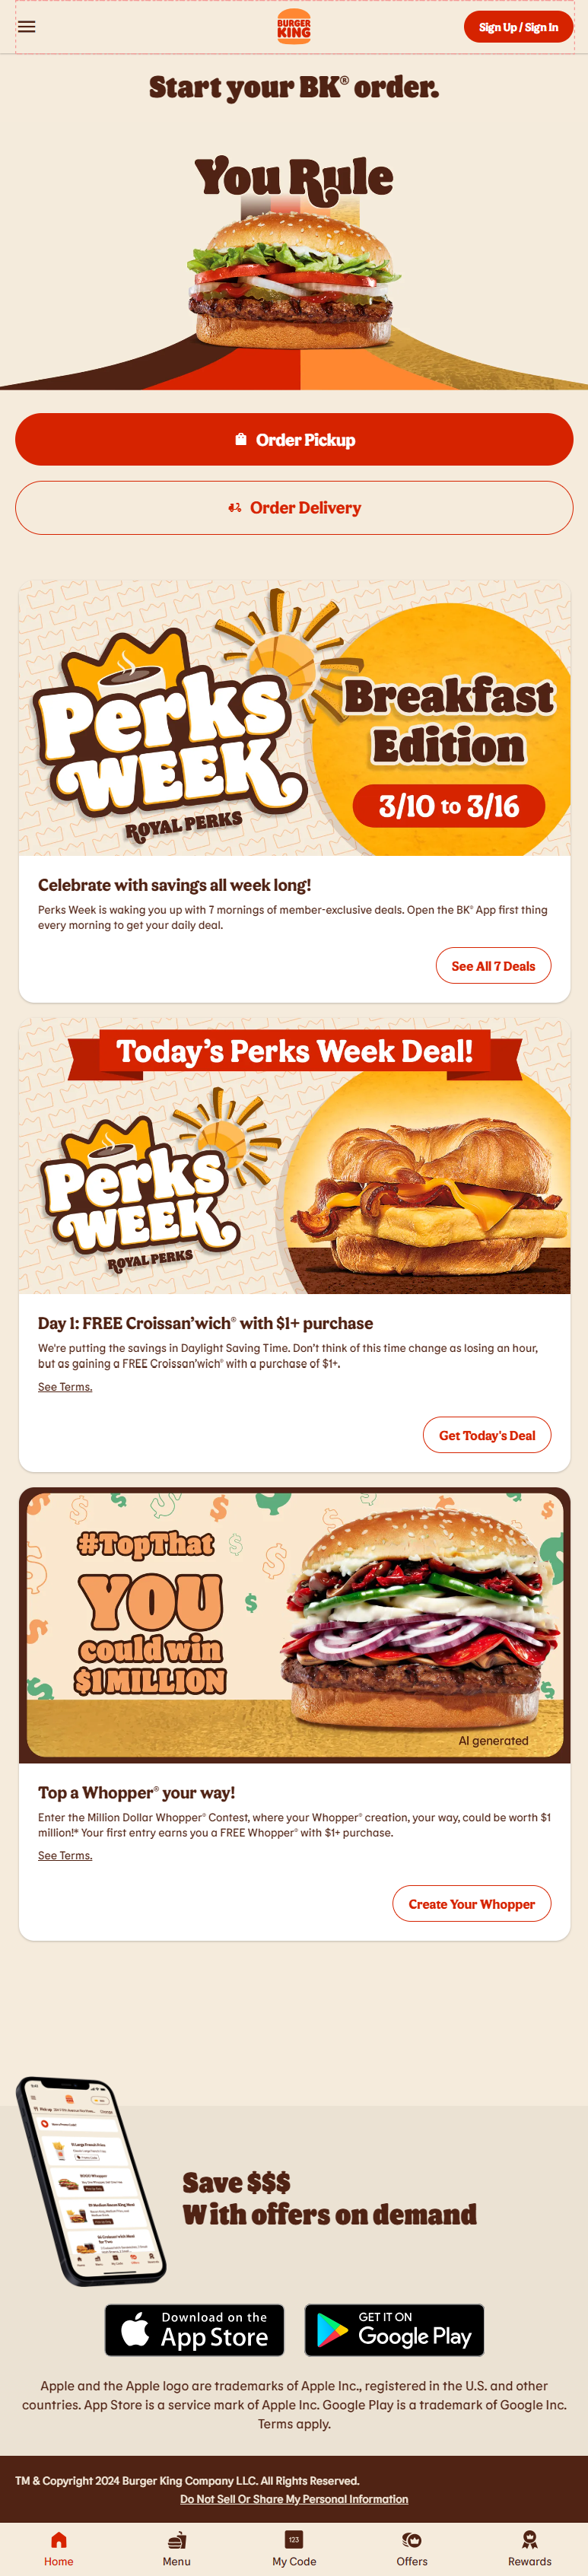 BURGER
KING
Sign Up / Sign In
Start your BK® order.
You Rule
Order Pickup
Order Delivery
Perks
WEEK
ROYAL PERKS
Breakfast
Edition
3/10 to 3/16
Celebrate with savings all week long!
Perks Week is waking you up with 7 mornings of member-exclusive deals. Open the BK® App first thing
every morning to get your daily deal.
See All 7 Deals
Today's Perks Week Deal!
Perks
WEEK
ROYAL PERKS
Day 1: FREE Croissan'wich® with $1+ purchase
We're putting the savings in Daylight Saving Time. Don't think of this time change as losing an hour,
but as gaining a FREE Croissan'wich® with a purchase of $1+.
See Terms.
Get Today's Deal
#TopThat
YOU
could win
$1 MILLION
AI generated
Top a Whopper® your way!
Enter the Million Dollar Whopper® Contest, where your Whopper® creation, your way, could be worth $1
million!* Your first entry earns you a FREE Whopper® with $1+ purchase.
See Terms.
Create Your Whopper
Save $$$
With offers on demand
Download on the
App Store
GET IT ON
Google Play
Apple and the Apple logo are trademarks of Apple Inc., registered in the U.S. and other
countries. App Store is a service mark of Apple Inc. Google Play is a trademark of Google Inc.
Terms apply.
TM & Copyright 2024 Burger King Company LLC. All Rights Reserved.
Do Not Sell Or Share My Personal Information
123
Home
Menu
My Code
Offers
Rewards